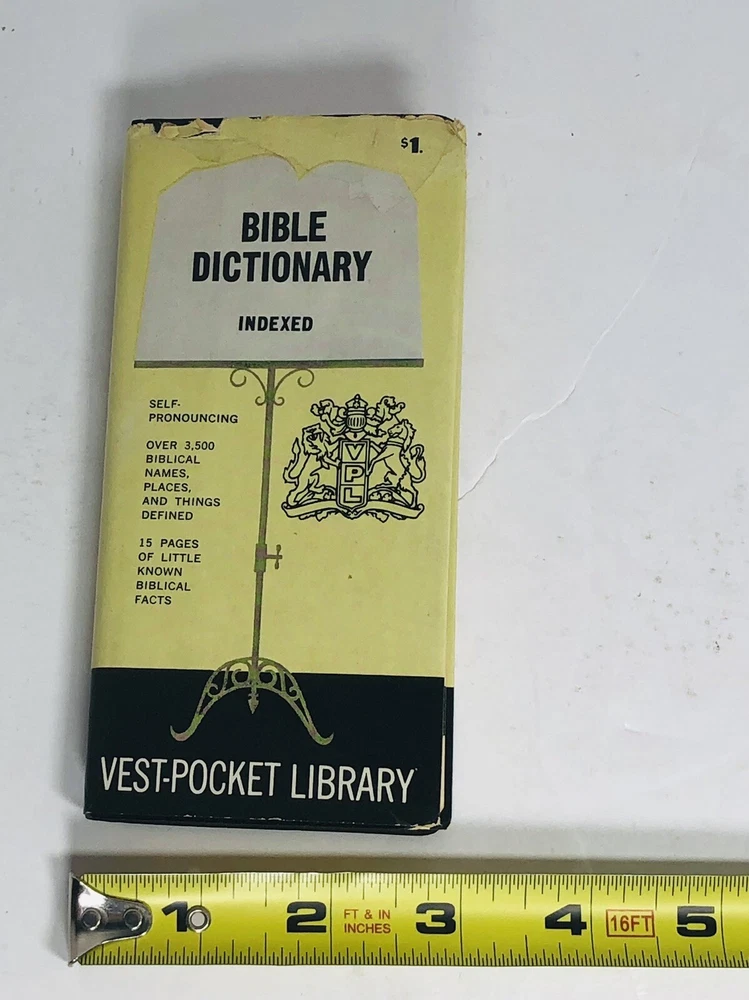 $1.
BIBLE
DICTIONARY
INDEXED
SELF-
PRONOUNCING
OVER 3,500
BIBLICAL
NAMES,
PLACES,
AND THINGS
DEFINED
15 PAGES
OF LITTLE
KNOWN
BIBLICAL
FACTS
V
P
L
VEST-POCKET LIBRARY
1 2 FT & IN 3 4 16FT 5
INCHES